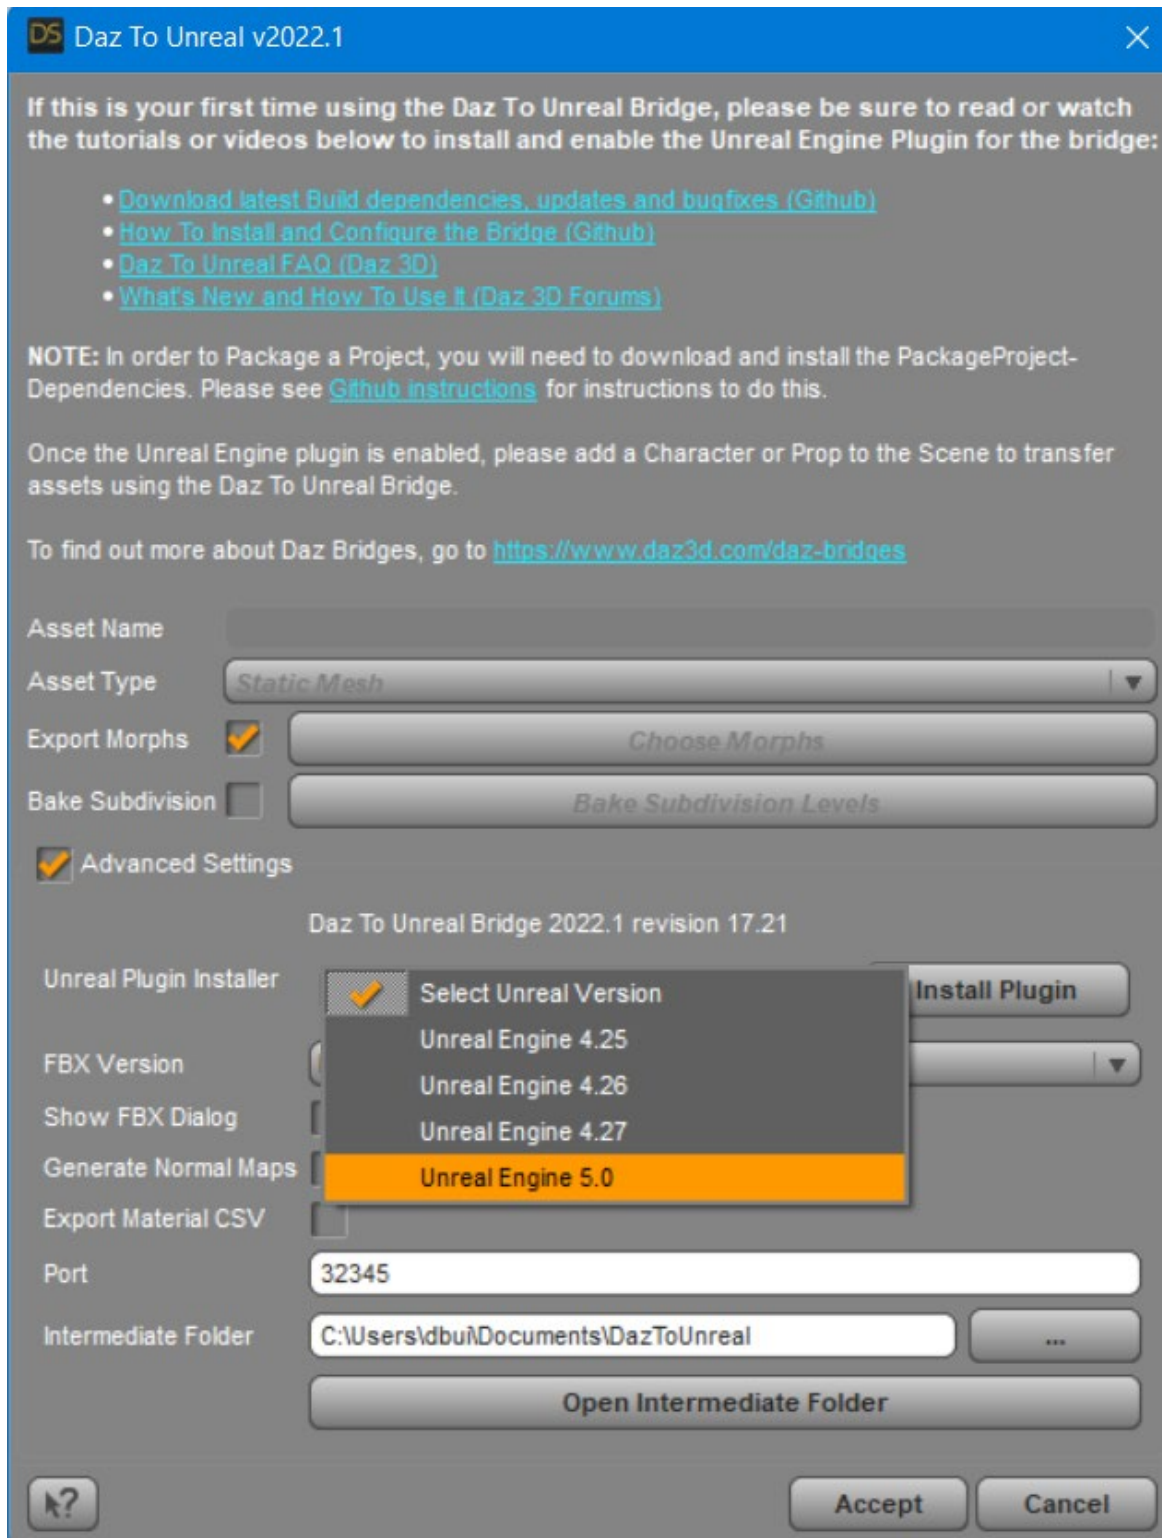 DS Daz To Unreal v2022.1
If this is your first time using the Daz To Unreal Bridge, please be sure to read or watch
the tutorials or videos below to install and enable the Unreal Engine Plugin for the bridge:
• Download latest Build dependencies, updates and bugfixes (Github)
• How To Install and Configure the Bridge (Github)
• Daz To Unreal FAQ (Daz 3D)
• What's New and How To Use It (Daz 3D Forums)
NOTE: In order to Package a Project, you will need to download and install the PackageProject-
Dependencies. Please see Github instructions for instructions to do this.
Once the Unreal Engine plugin is enabled, please add a Character or Prop to the Scene to transfer
assets using the Daz To Unreal Bridge.
To find out more about Daz Bridges, go to https://www.daz3d.com/daz-bridges
Asset Name
Asset Type Static Mesh
Export Morphs Choose Morphs
Bake Subdivision Bake Subdivision Levels
Advanced Settings
Daz To Unreal Bridge 2022.1 revision 17.21
Unreal Plugin Installer Install Plugin
Select Unreal Version
Unreal Engine 4.25
Unreal Engine 4.26
Unreal Engine 4.27
Unreal Engine 5.0
FBX Version
Show FBX Dialog
Generate Normal Maps
Export Material CSV
Port 32345
Intermediate Folder C:\Users\dbui\Documents\DazToUnreal ...
Open Intermediate Folder
? Accept Cancel